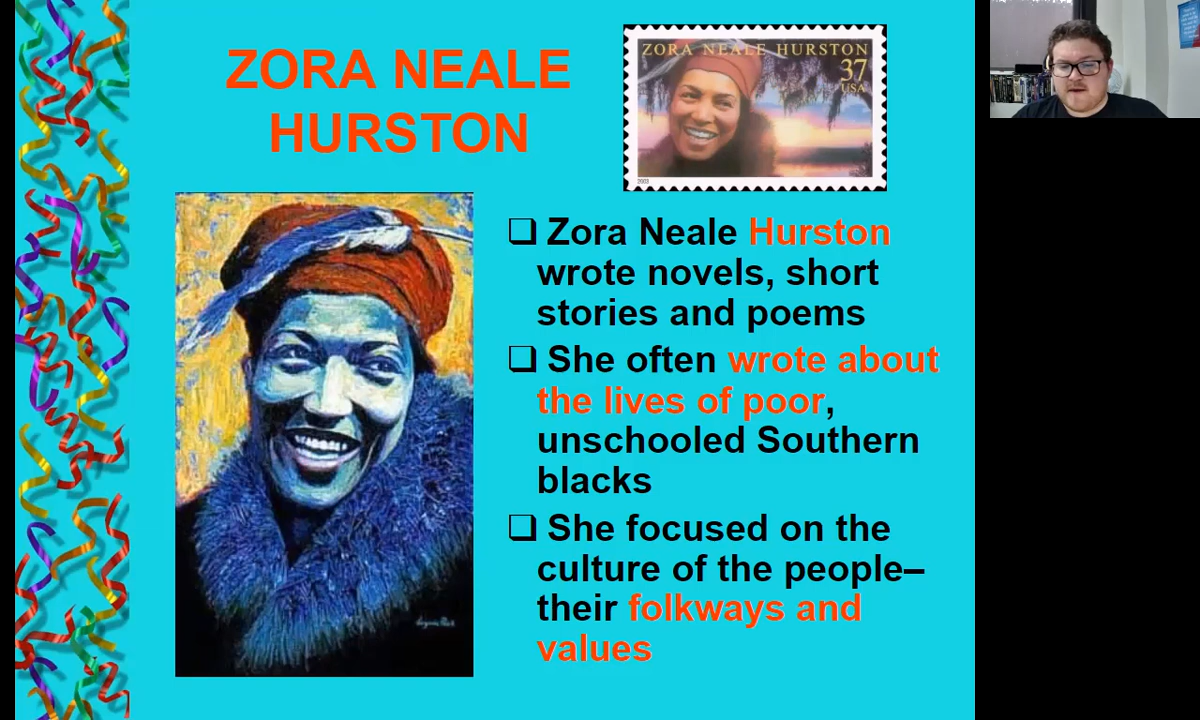 ZORA NEALE
HURSTON
ZORA NEALE HURSTON
37
USA
2003
❑ Zora Neale Hurston
wrote novels, short
stories and poems
❑ She often wrote about
the lives of poor,
unschooled Southern
blacks
❑ She focused on the
culture of the people–
their folkways and
values